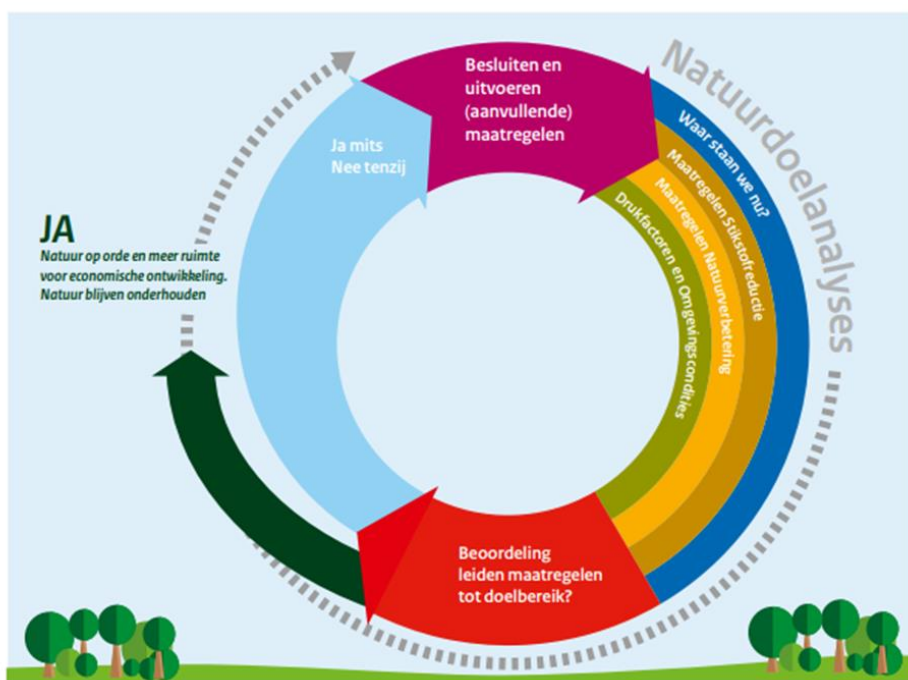 Besluiten en
uitvoeren
(aanvullende)
maatregelen
Natuurdoelanalyses
Waar staan we nu?
Maatregelen Stikstofreductie
Maatregelen Natuurverbetering
Drukfactoren en Omgevingscondities
Ja mits
Nee tenzij
JA
Natuur op orde en meer ruimte
voor economische ontwikkeling.
Natuur blijven onderhouden
Beoordeling
leiden maatregelen
tot doelbereik?